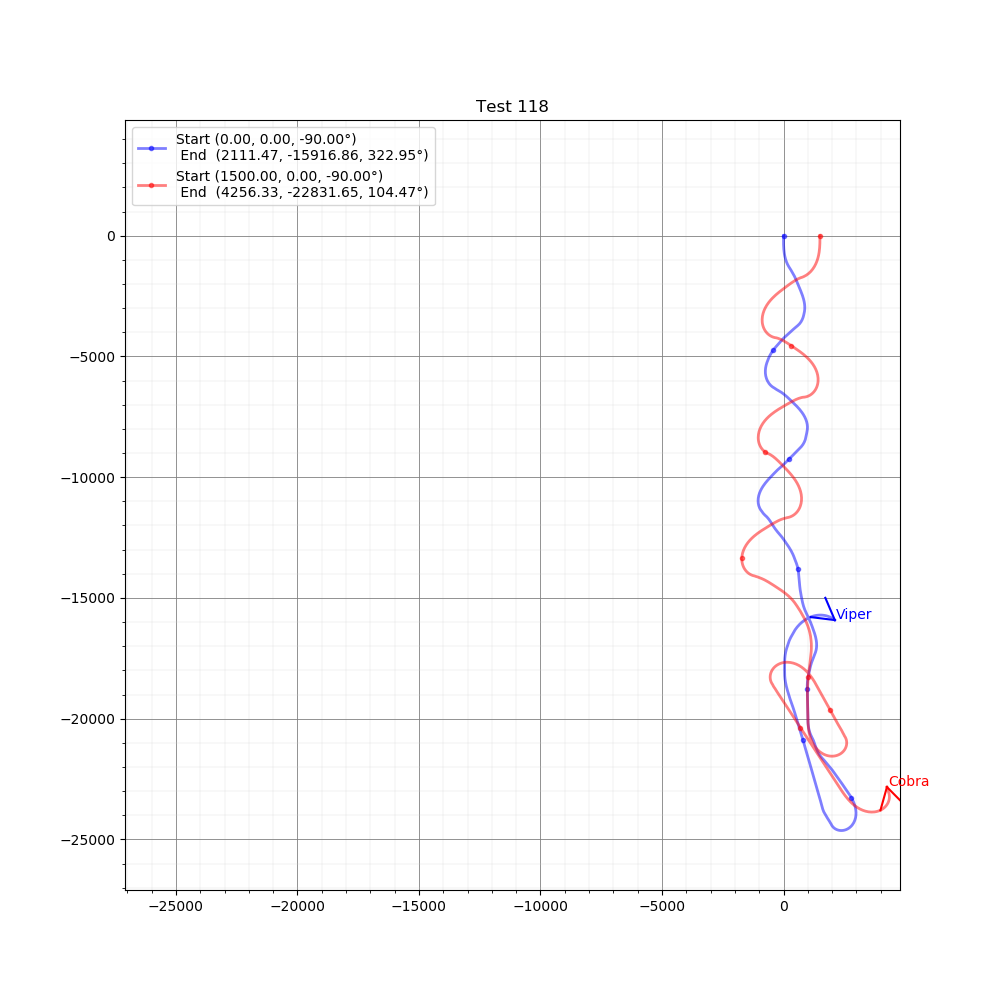 Test 118
Start (0.00, 0.00, -90.00°)
End  (2111.47, -15916.86, 322.95°)
Start (1500.00, 0.00, -90.00°)
End  (4256.33, -22831.65, 104.47°)
0
−5000
−10000
−15000
−20000
−25000
Viper
Cobra
−25000
−20000
−15000
−10000
−5000
0